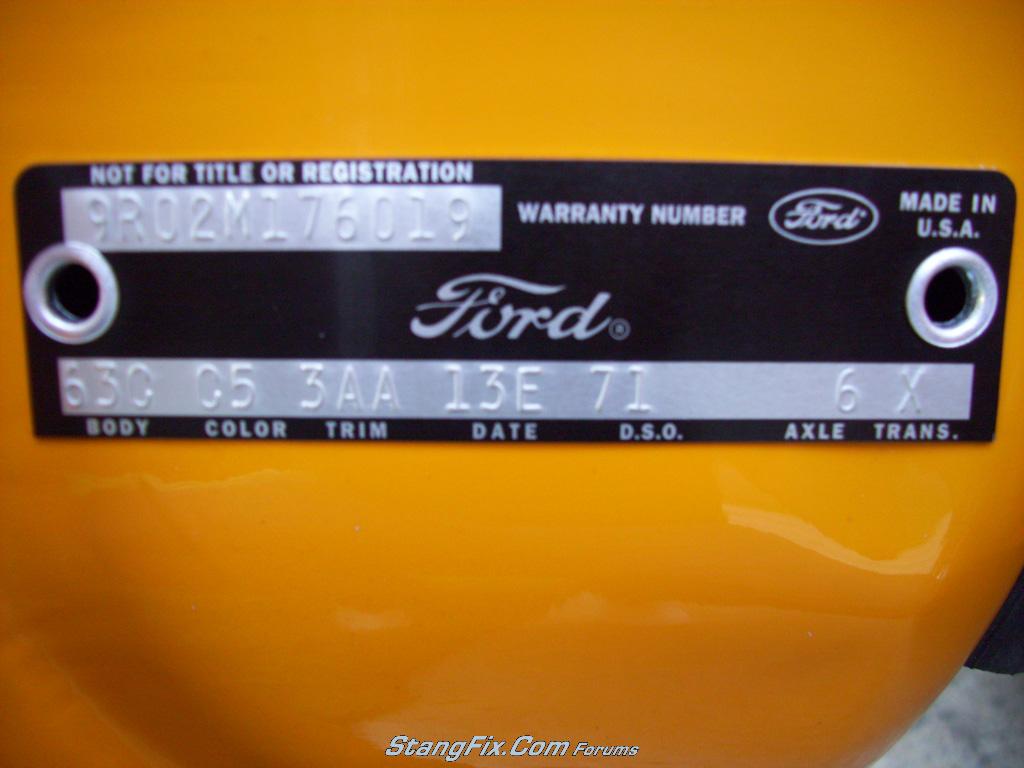 NOT FOR TITLE OR REGISTRATION
9R02M176019
WARRANTY NUMBER
Ford
MADE IN
U.S.A.
Ford®
63C C5 3AA 13E 71 6 X
BODY COLOR TRIM DATE D.S.O. AXLE TRANS.
StangFix.Com Forums